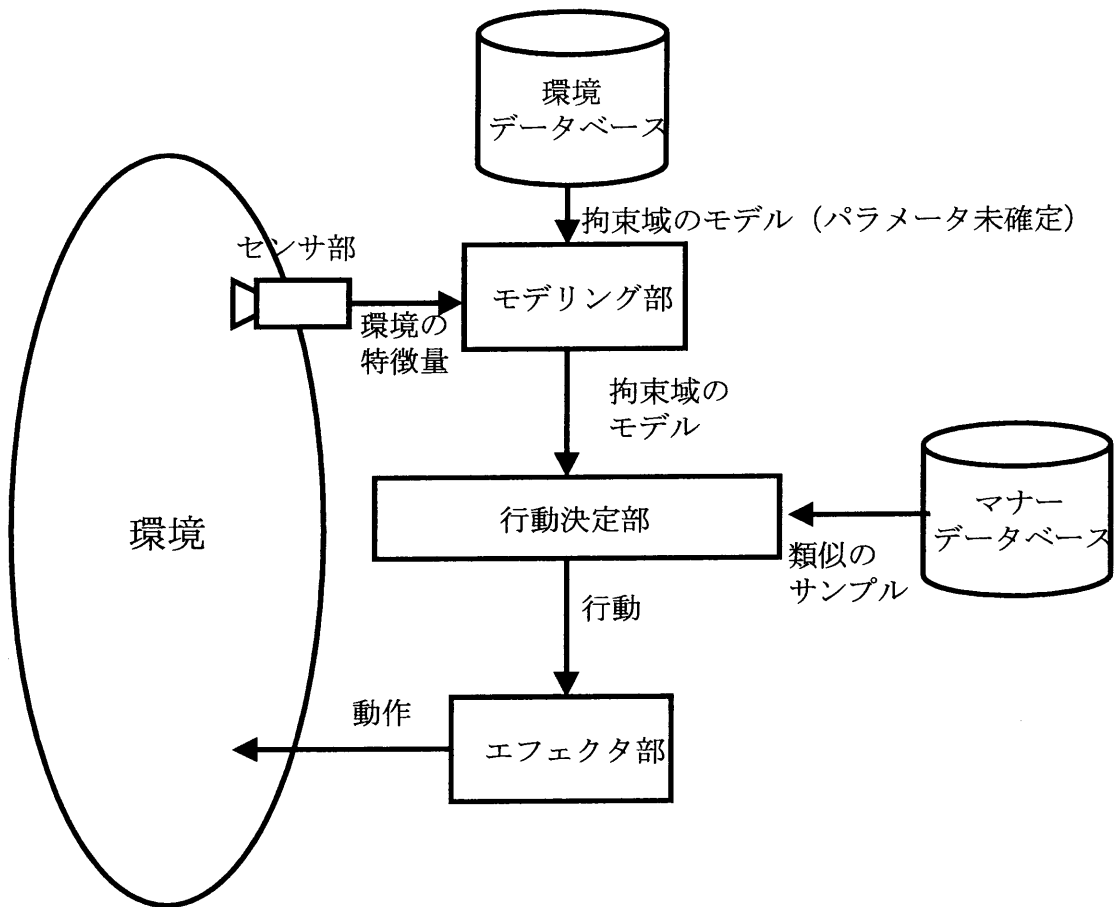 環境
データベース
拘束域のモデル（パラメータ未確定）
センサ部
モデリング部
環境の
特徴量
拘束域の
モデル
マナー
データベース
環境
行動決定部
類似の
サンプル
行動
動作
エフェクタ部